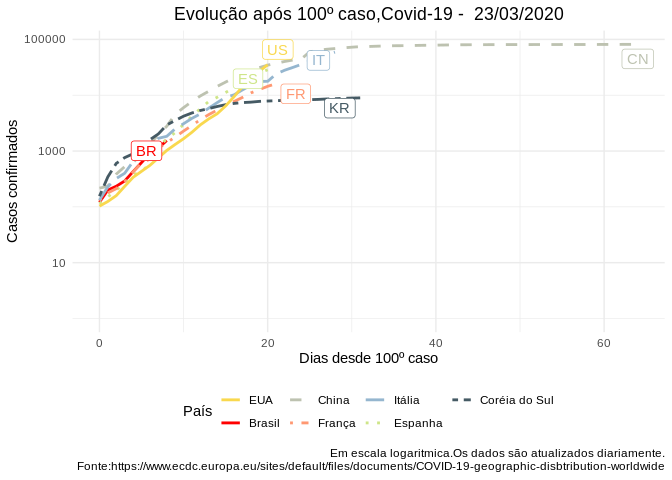 Evolução após 100º caso,Covid-19 -  23/03/2020
Casos confirmados
100000
1000
10
US
IT
CN
ES
FR
KR
BR
0
20
40
60
Dias desde 100º caso
País
EUA
China
Itália
Coréia do Sul
Brasil
França
Espanha
Em escala logaritmica.Os dados são atualizados diariamente.
Fonte:https://www.ecdc.europa.eu/sites/default/files/documents/COVID-19-geographic-disbtribution-worldwide